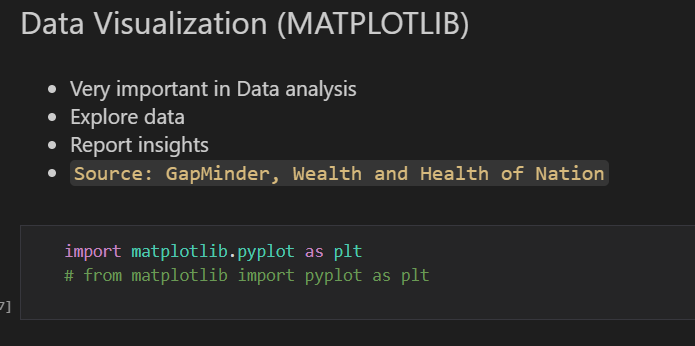 Data Visualization (MATPLOTLIB)
Very important in Data analysis
Explore data
Report insights
Source: GapMinder, Wealth and Health of Nation
import matplotlib.pyplot as plt
# from matplotlib import pyplot as plt
7]